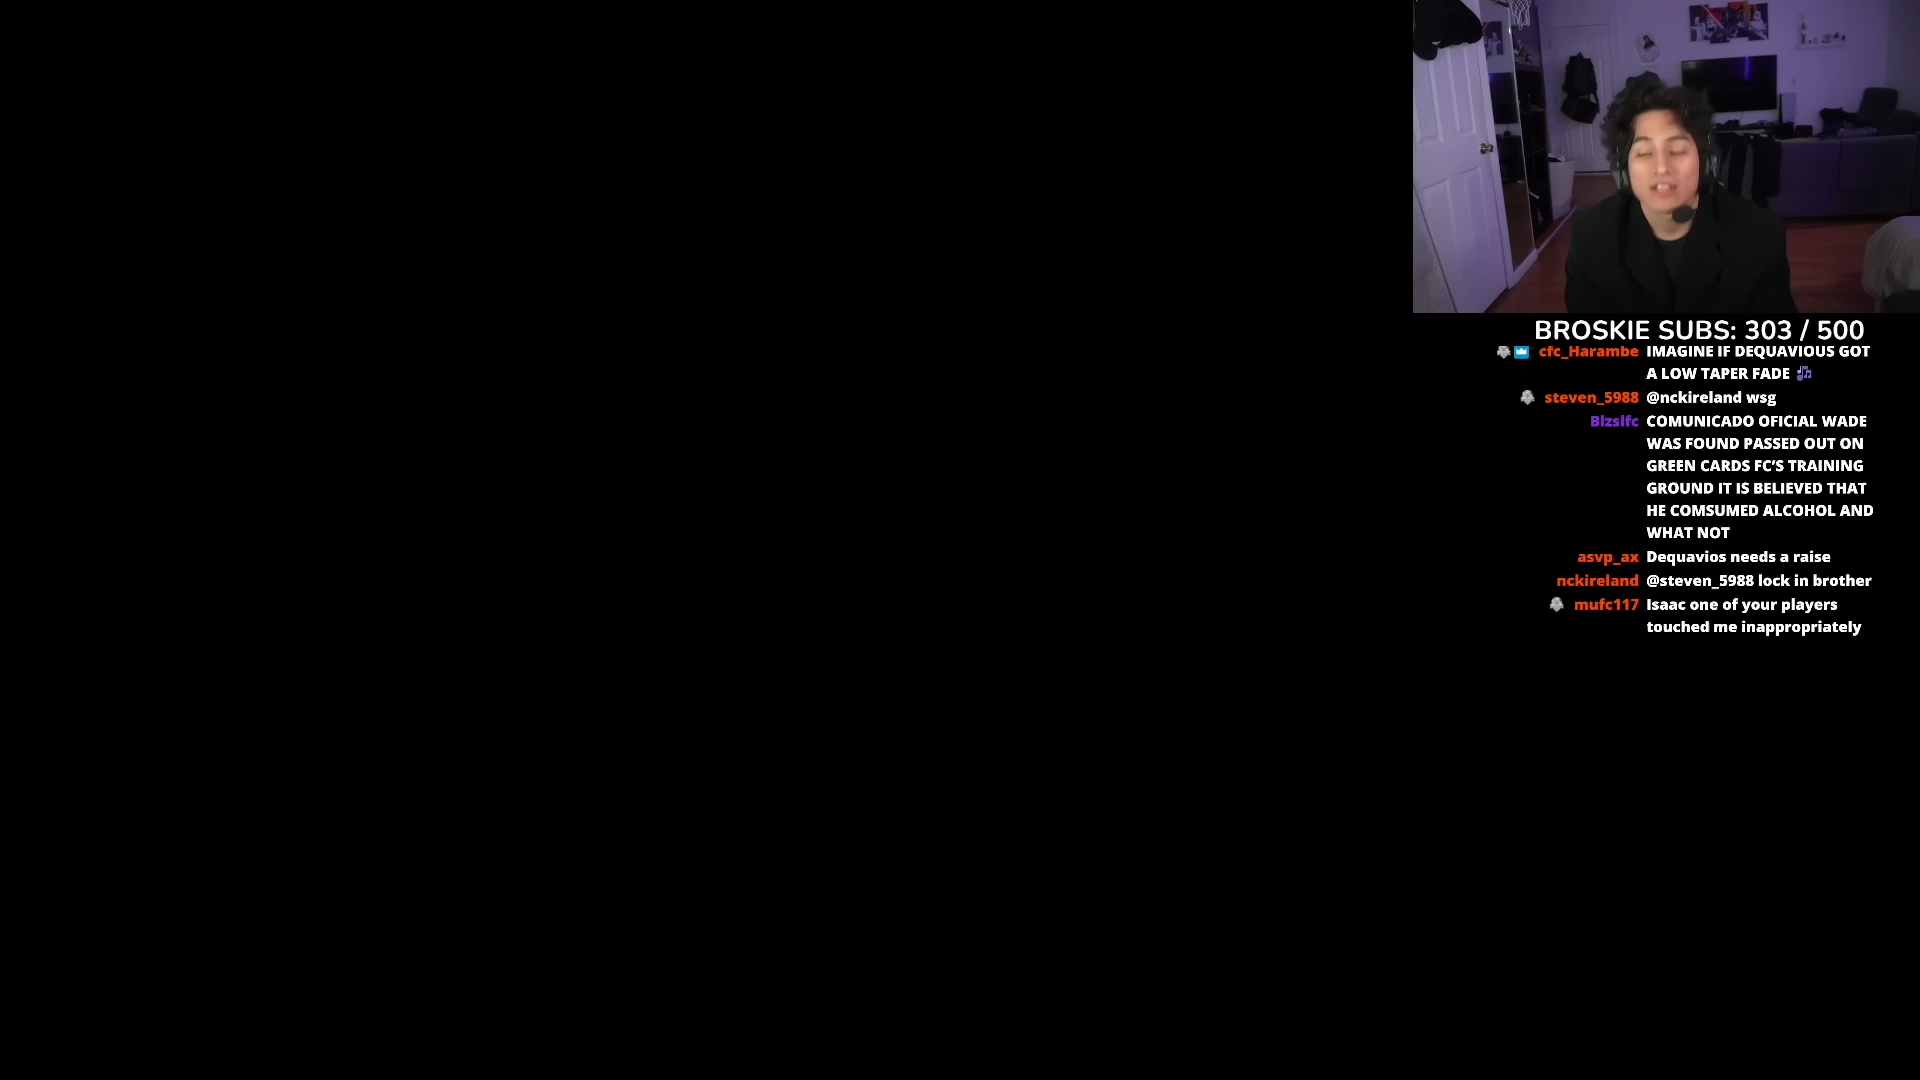 BROSKIE SUBS: 303 / 500
cfc_Harambe IMAGINE IF DEQUAVIOUS GOT
A LOW TAPER FADE 🎶
steven_5988 @nckireland wsg
Blzslfc COMUNICADO OFICIAL WADE
WAS FOUND PASSED OUT ON
GREEN CARDS FC'S TRAINING
GROUND IT IS BELIEVED THAT
HE COMSUMED ALCOHOL AND
WHAT NOT
asvp_ax Dequavios needs a raise
nckireland @steven_5988 lock in brother
mufc117 Isaac one of your players
touched me inappropriately